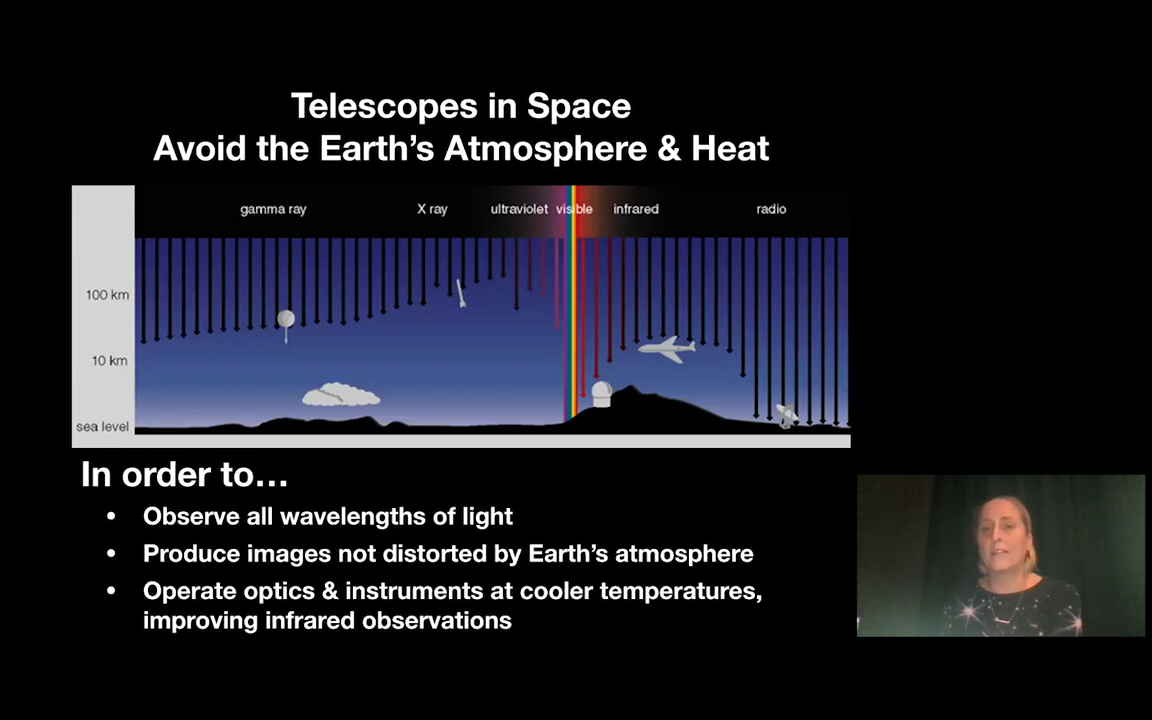 Telescopes in Space
Avoid the Earth's Atmosphere & Heat
gamma ray X ray ultraviolet visible infrared radio
100 km
10 km
sea level
In order to…
• Observe all wavelengths of light
• Produce images not distorted by Earth's atmosphere
• Operate optics & instruments at cooler temperatures,
improving infrared observations